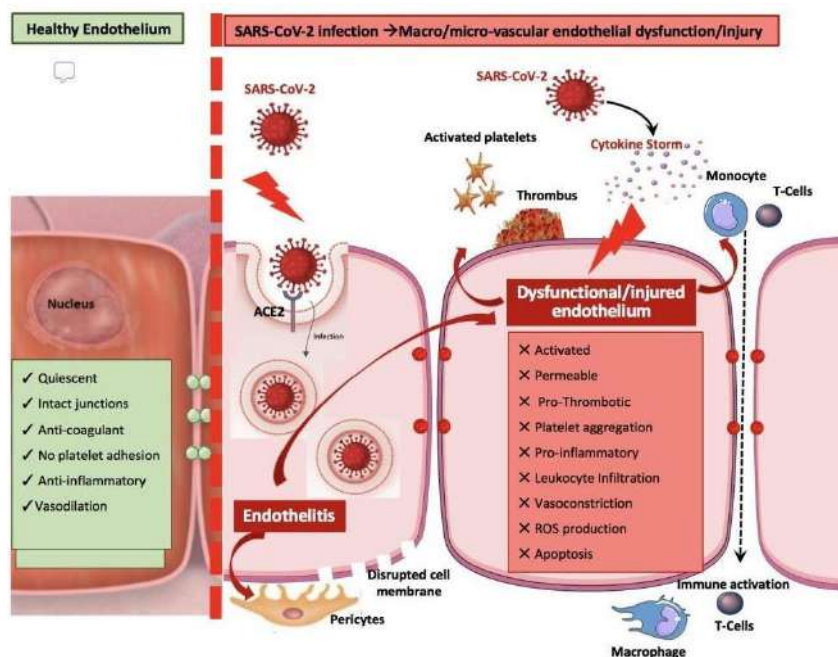 Healthy Endothelium
SARS-CoV-2 infection →Macro/micro-vascular endothelial dysfunction/injury
SARS-CoV-2
SARS-CoV-2
Activated platelets
Cytokine Storm
Monocyte
T-Cells
Thrombus
Nucleus
ACE2
Infection
Dysfunctional/injured
endothelium
✓ Quiescent
✓ Intact junctions
✓ Anti-coagulant
✓ No platelet adhesion
✓ Anti-inflammatory
✓Vasodilation
✕ Activated
✕ Permeable
✕ Pro-Thrombotic
✕ Platelet aggregation
✕ Pro-inflammatory
✕ Leukocyte Infiltration
✕ Vasoconstriction
✕ ROS production
✕ Apoptosis
Endothelitis
Disrupted cell
membrane
Pericytes
Immune activation
T-Cells
Macrophage